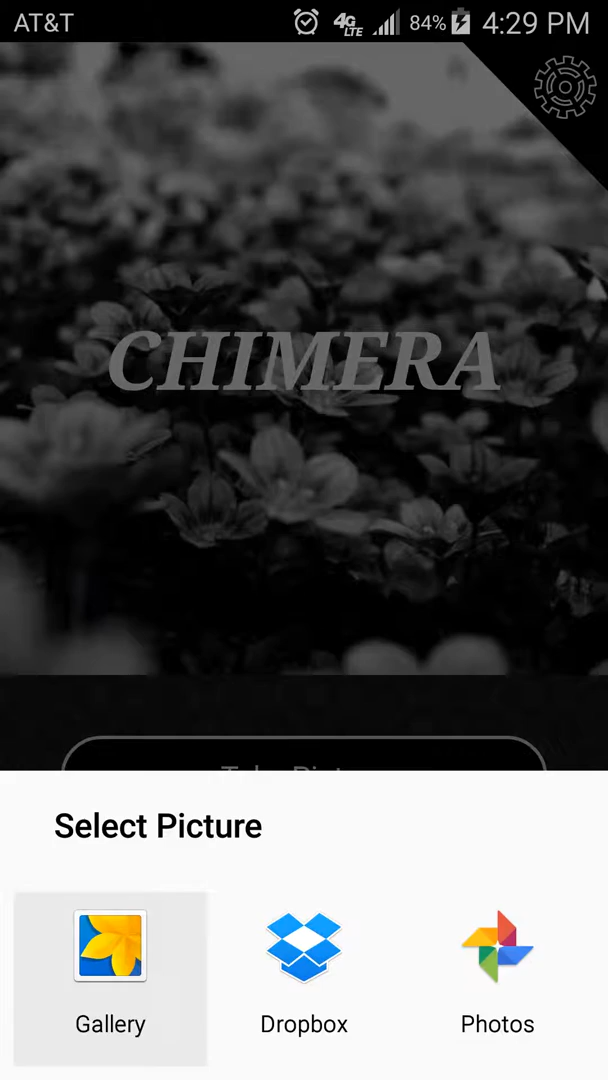 AT&T 4G LTE 84% 4:29 PM
CHIMERA
Select Picture
Gallery Dropbox Photos